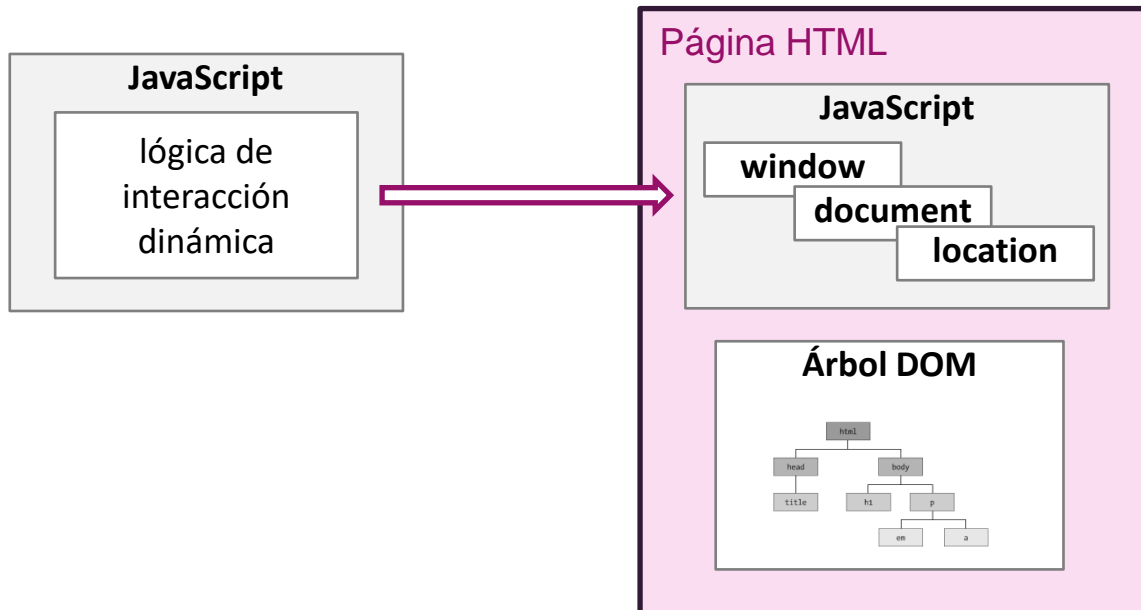 JavaScript
lógica de
interacción
dinámica
Página HTML
JavaScript
window
document
location
Árbol DOM
html
head
body
title
h1
p
em
a